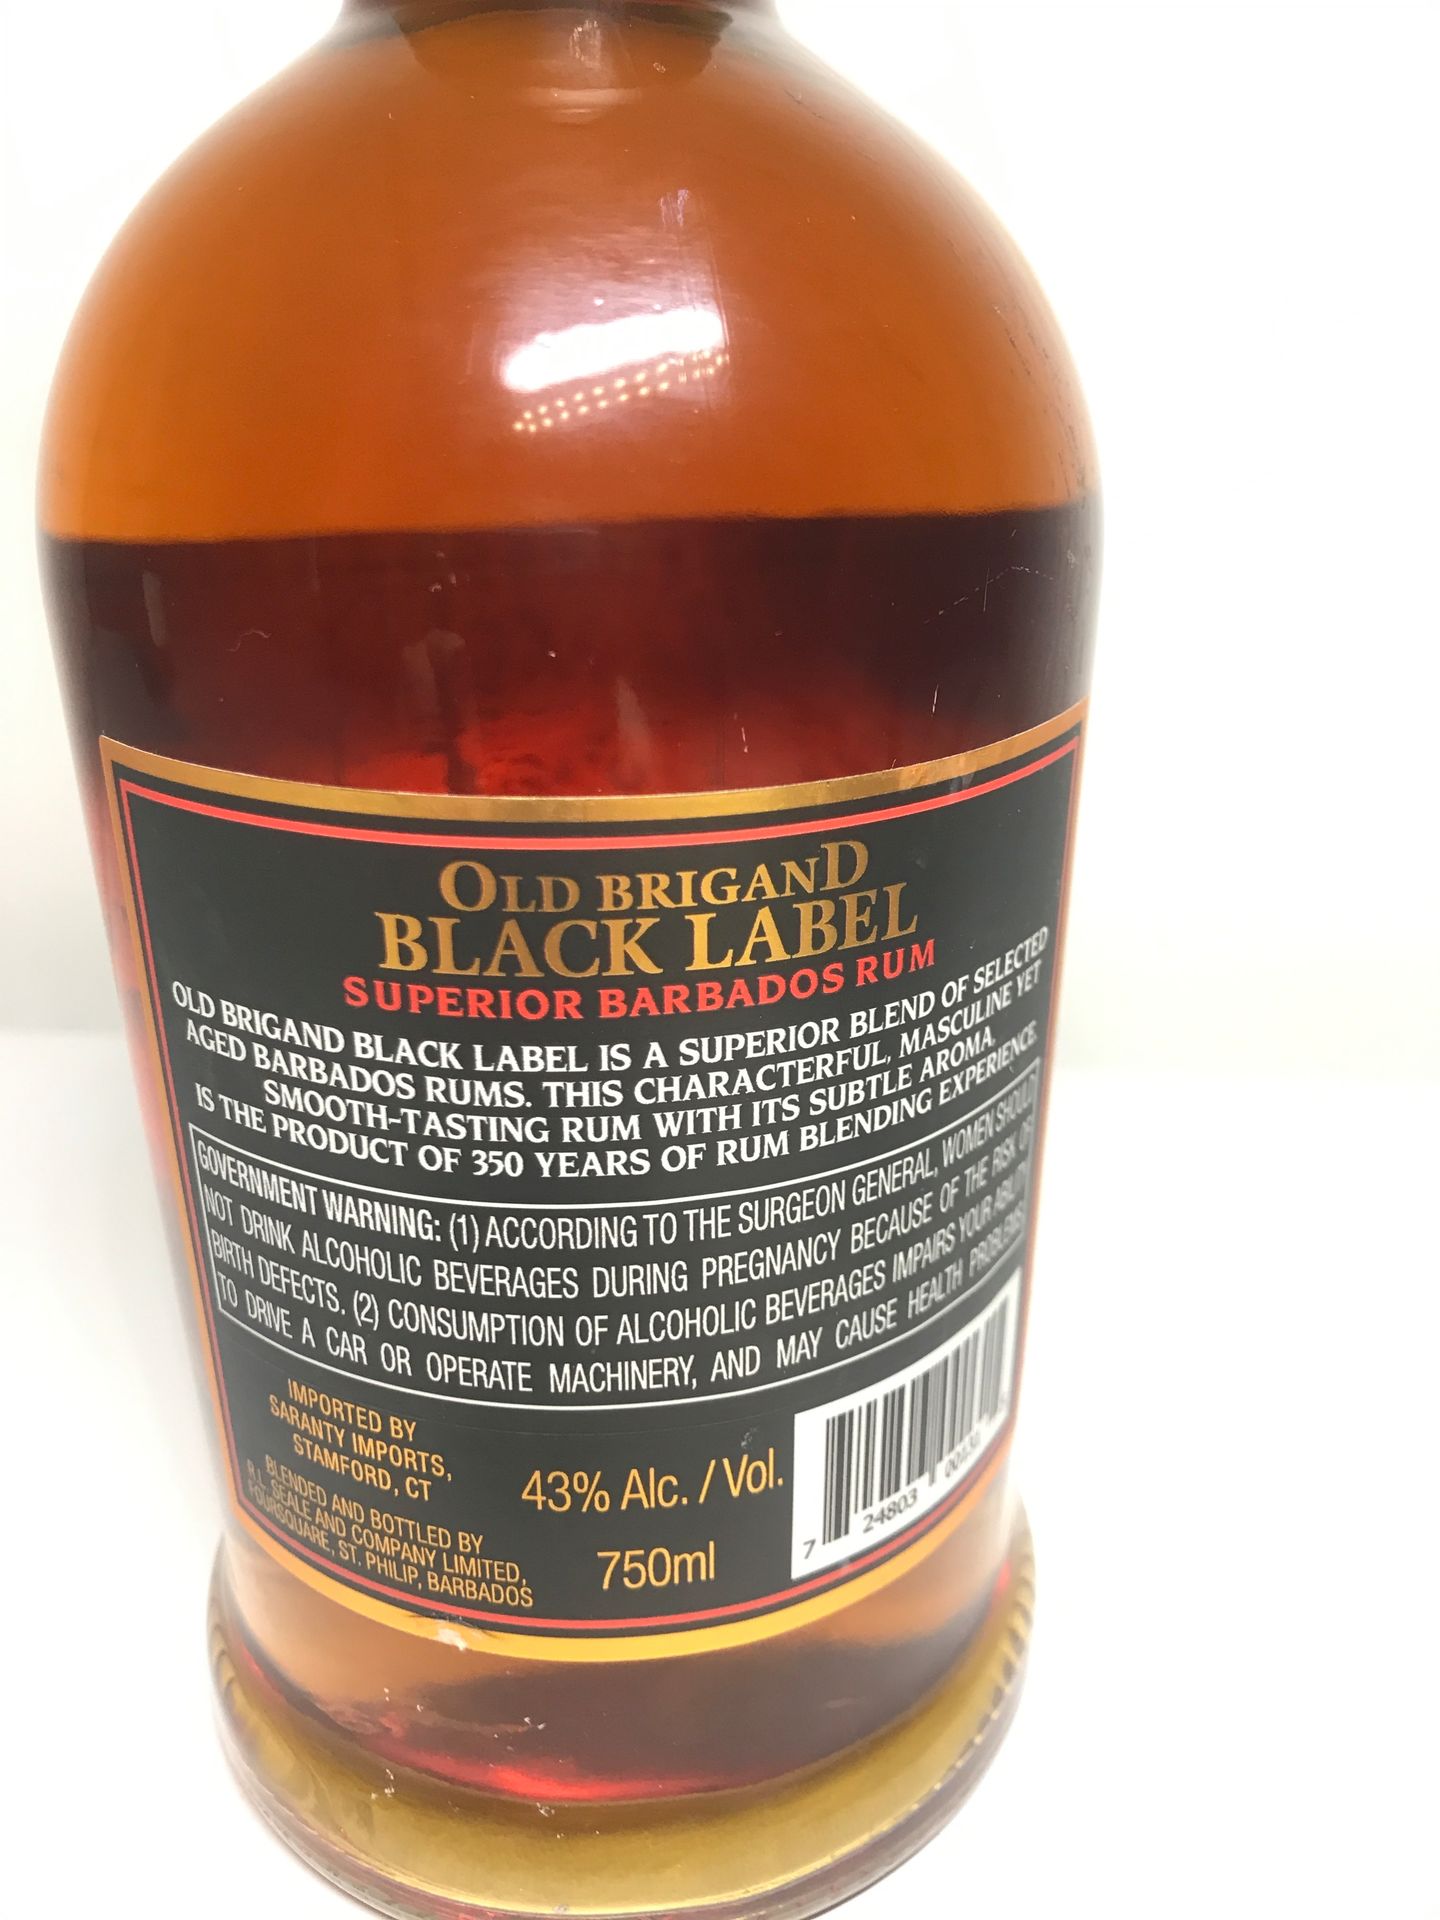 OLD BRIGAND
BLACK LABEL
SUPERIOR BARBADOS RUM
OLD BRIGAND BLACK LABEL IS A SUPERIOR BLEND OF SELECTED
AGED BARBADOS RUMS. THIS CHARACTERFUL, MASCULINE YET
SMOOTH-TASTING RUM WITH ITS SUBTLE AROMA.
IS THE PRODUCT OF 350 YEARS OF RUM BLENDING EXPERIENCE.
GOVERNMENT WARNING: (1) ACCORDING TO THE SURGEON GENERAL, WOMEN SHOULD
NOT DRINK ALCOHOLIC BEVERAGES DURING PREGNANCY BECAUSE OF THE RISK OF
BIRTH DEFECTS. (2) CONSUMPTION OF ALCOHOLIC BEVERAGES IMPAIRS YOUR ABILITY
TO DRIVE A CAR OR OPERATE MACHINERY, AND MAY CAUSE HEALTH PROBLEMS
IMPORTED BY
SARANTY IMPORTS,
STAMFORD, CT
BLENDED AND BOTTLED BY
R.L. SEALE AND COMPANY LIMITED,
FOURSQUARE, ST. PHILIP, BARBADOS
43% Alc. / Vol.
750ml
7 24803